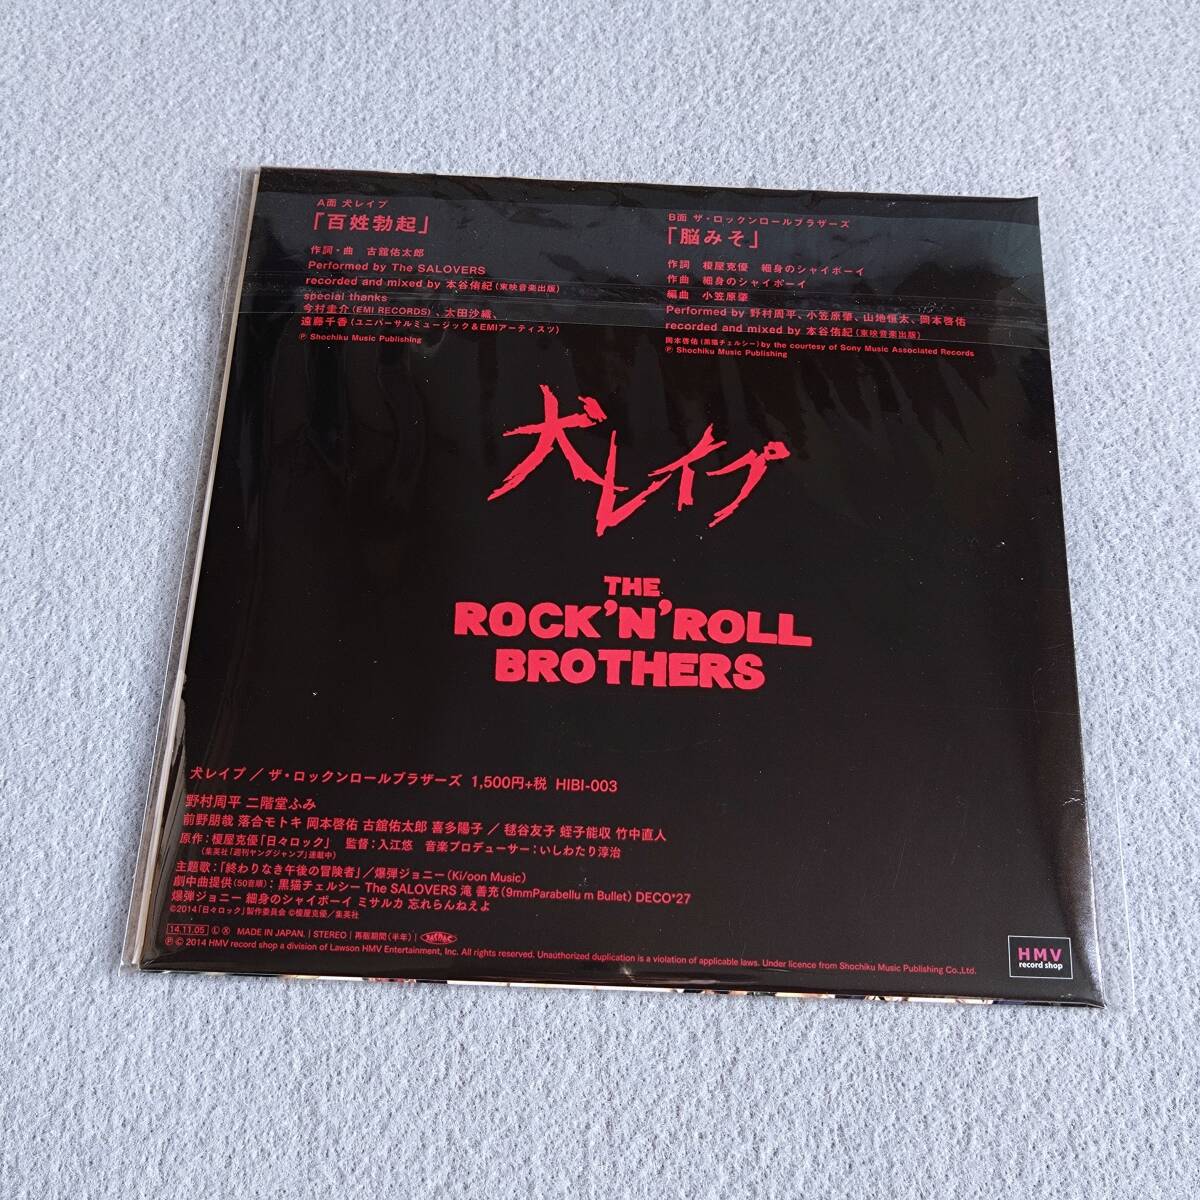 A面 犬レイプ
「百姓勃起」
作詞・曲 古舘佑太郎
Performed by The SALOVERS
recorded and mixed by 本谷侑紀(東映音楽出版)
special thanks
今村圭介(EMI RECORDS)、太田沙織、
遠藤千香(ユニバーサルミュージック&EMIアーティスツ)
Ⓟ Shochiku Music Publishing
B面 ザ・ロックンロールブラザーズ
「脳みそ」
作詞 榎屋克優 細身のシャイボーイ
作曲 細身のシャイボーイ
編曲 小笠原肇
Performed by 野村周平、小笠原肇、山地恒太、岡本啓佑
recorded and mixed by 本谷侑紀(東映音楽出版)
岡本啓佑(黒猫チェルシー)by the courtesy of Sony Music Associated Records
Ⓟ Shochiku Music Publishing
犬レイプ
THE
ROCK'N'ROLL
BROTHERS
犬レイプ / ザ・ロックンロールブラザーズ 1,500円+税 HIBI-003
野村周平 二階堂ふみ
前野朋哉 落合モトキ 岡本啓佑 古舘佑太郎 喜多陽子 / 毬谷友子 蛭子能収 竹中直人
原作:榎屋克優「日々ロック」 監督:入江悠 音楽プロデューサー:いしわたり淳治
(集英社「週刊ヤングジャンプ」連載中)
主題歌:「終わりなき午後の冒険者」/爆弾ジョニー(Ki/oon Music)
劇中曲提供(50音順):黒猫チェルシー The SALOVERS 滝 善充(9mmParabellu m Bullet) DECO*27
爆弾ジョニー 細身のシャイボーイ ミサルカ 忘れらんねえよ
©2014「日々ロック」製作委員会 ©榎屋克優/集英社
14.11.05 Ⓛ Ⓧ MADE IN JAPAN. | STEREO | 再販期間(半年) | JASRAC
Ⓟ © 2014 HMV record shop a division of Lawson HMV Entertainment, Inc. All rights reserved. Unauthorized duplication is a violation of applicable laws. Under licence from Shochiku Music Publishing Co.,Ltd.
HMV
record shop